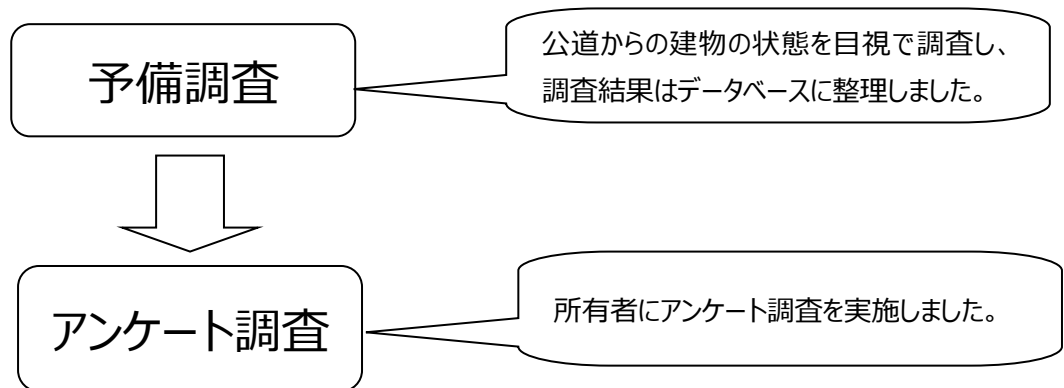 予備調査
公道からの建物の状態を目視で調査し、
調査結果はデータベースに整理しました。
アンケート調査
所有者にアンケート調査を実施しました。